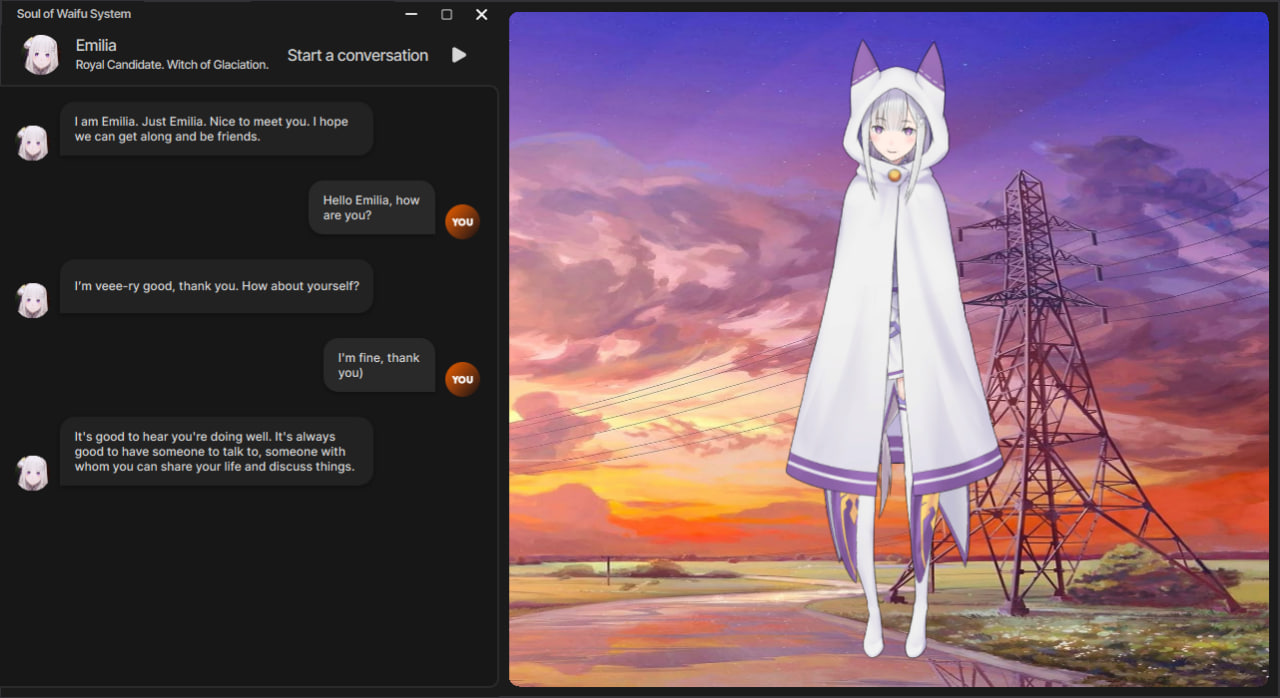 Soul of Waifu System
Emilia
Royal Candidate. Witch of Glaciation.
Start a conversation
I am Emilia. Just Emilia. Nice to meet you. I hope
we can get along and be friends.
Hello Emilia, how
are you?
YOU
I'm veee-ry good, thank you. How about yourself?
I'm fine, thank
you)
YOU
It's good to hear you're doing well. It's always
good to have someone to talk to, someone with
whom you can share your life and discuss things.